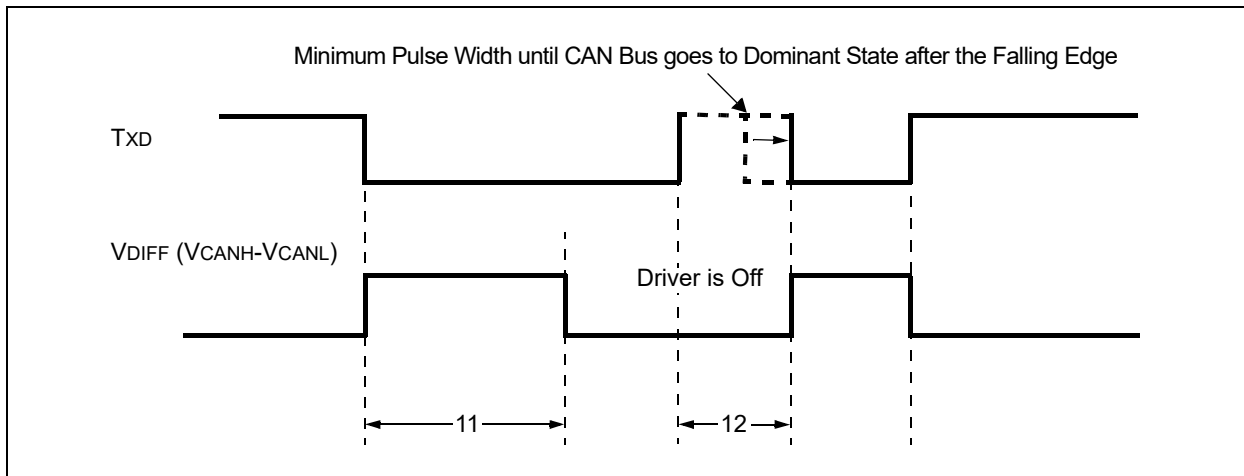 Minimum Pulse Width until CAN Bus goes to Dominant State after the Falling Edge
TXD
VDIFF (VCANH-VCANL)
Driver is Off
11
12